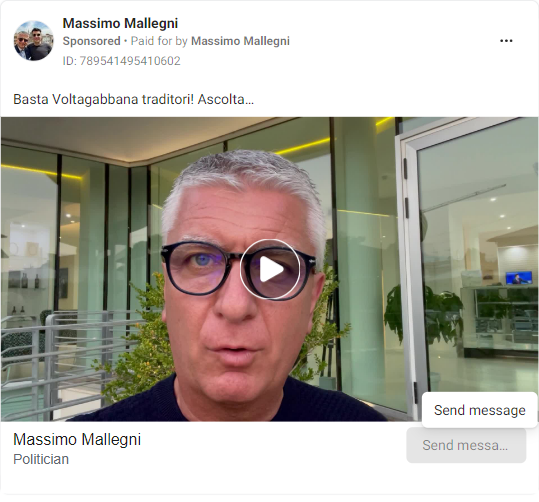 Massimo Mallegni
Sponsored • Paid for by Massimo Mallegni
ID: 789541495410602
Basta Voltagabbana traditori! Ascolta…
Send message
Massimo Mallegni
Politician
Send messa...